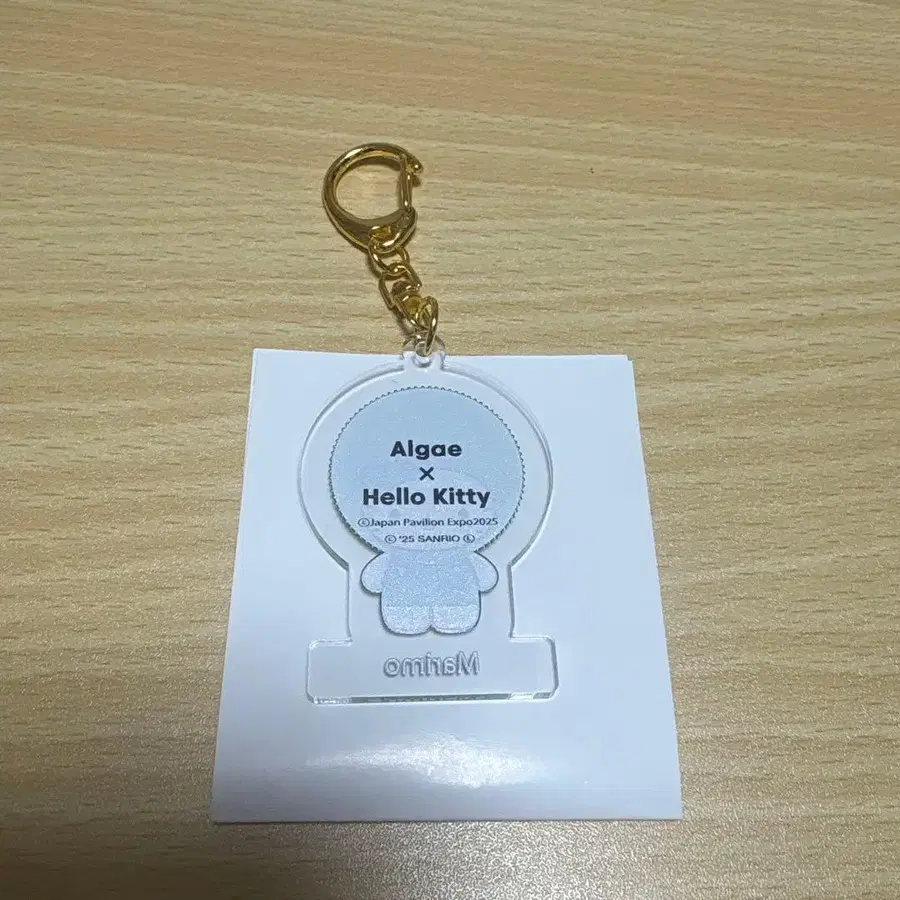 Algae
×
Hello Kitty
©Japan Pavilion Expo2025
© '25 SANRIO Ⓛ
Marimo